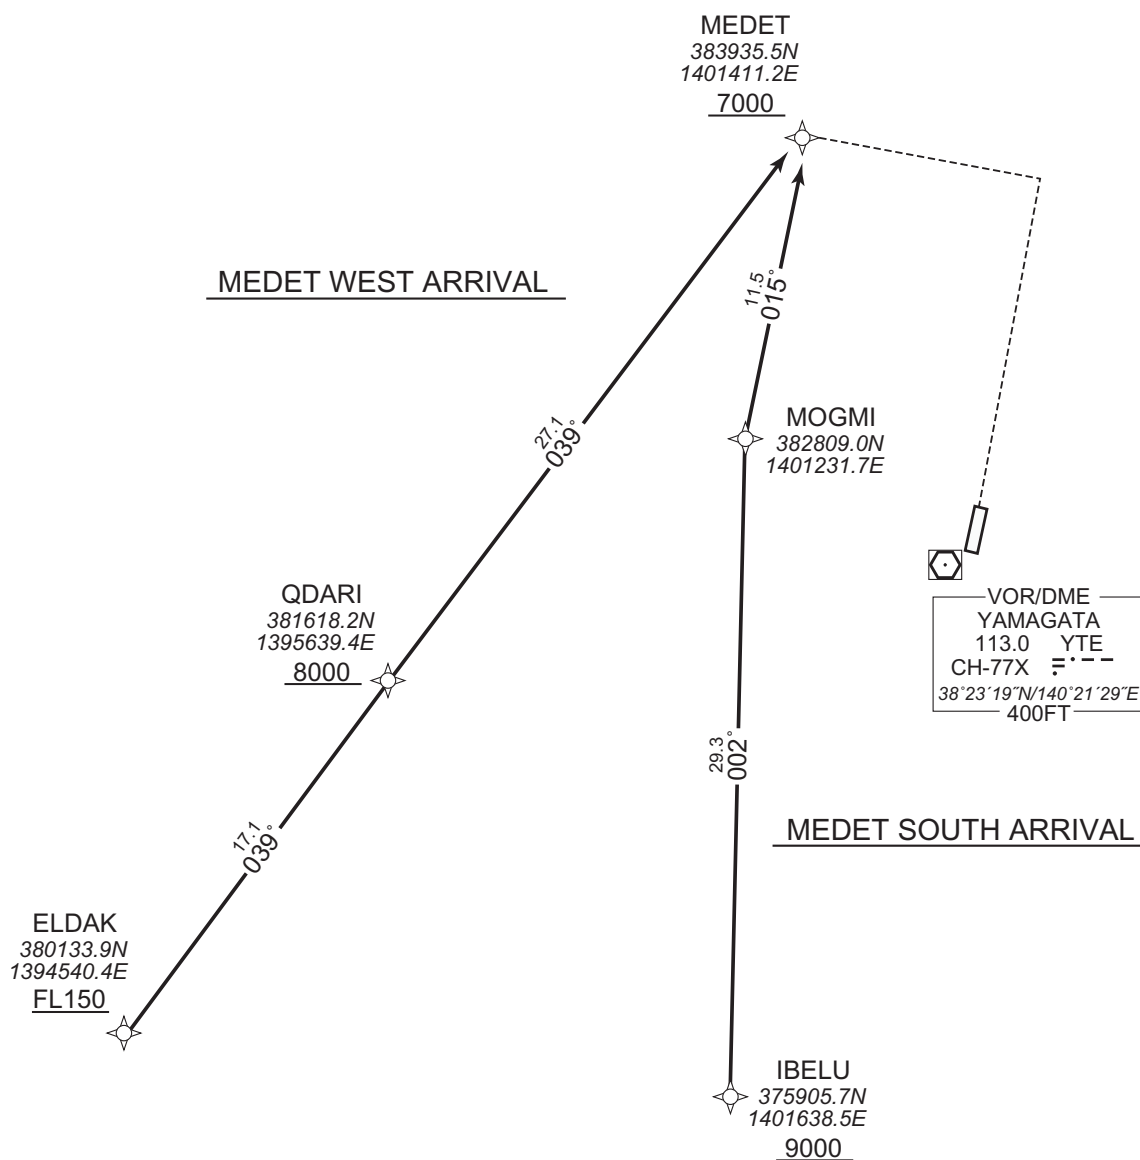 MEDET
383935.5N
1401411.2E
7000
MEDET WEST ARRIVAL
11.5
015°
MOGMI
382809.0N
1401231.7E
27.1
039°
QDARI
381618.2N
1395639.4E
8000
VOR/DME
YAMAGATA
113.0 YTE
CH-77X
38°23´19˝N/140°21´29˝E
400FT
29.3
002°
17.1
039°
MEDET SOUTH ARRIVAL
ELDAK
380133.9N
1394540.4E
FL150
IBELU
375905.7N
1401638.5E
9000